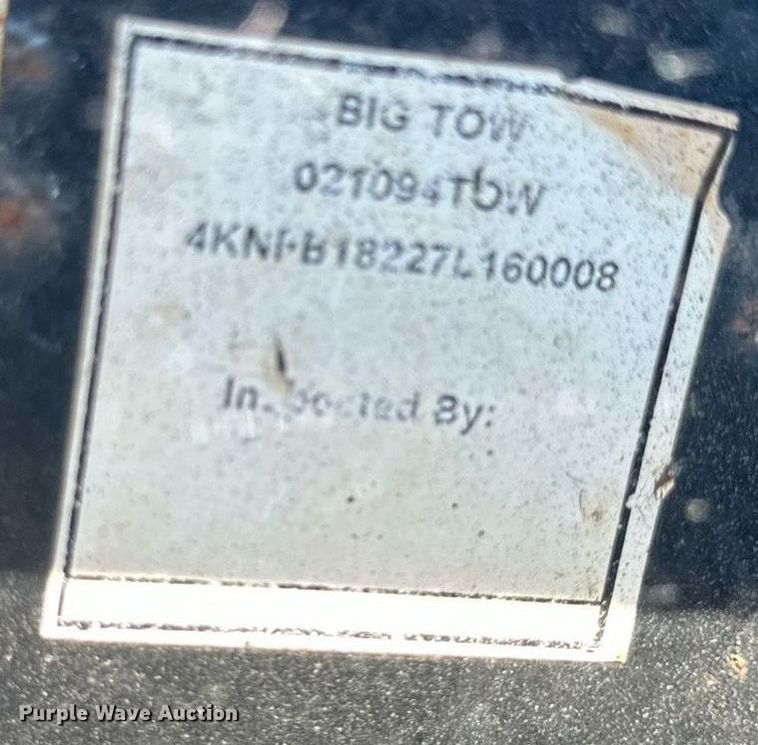 BIG TOW
021094TOW
4KNFB18227L160008
Inspected By:
Purple Wave Auction